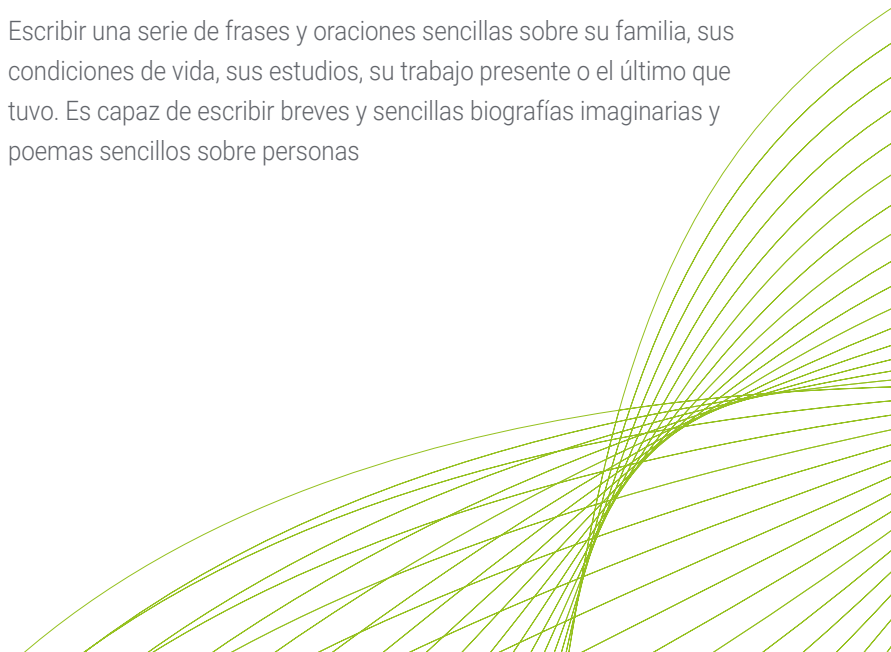 Escribir una serie de frases y oraciones sencillas sobre su familia, sus
condiciones de vida, sus estudios, su trabajo presente o el último que
tuvo. Es capaz de escribir breves y sencillas biografías imaginarias y
poemas sencillos sobre personas